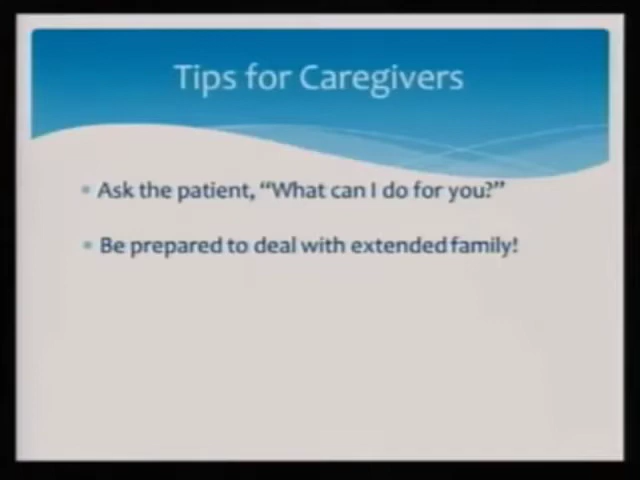 Tips for Caregivers
Ask the patient, “What can I do for you?”
Be prepared to deal with extended family!